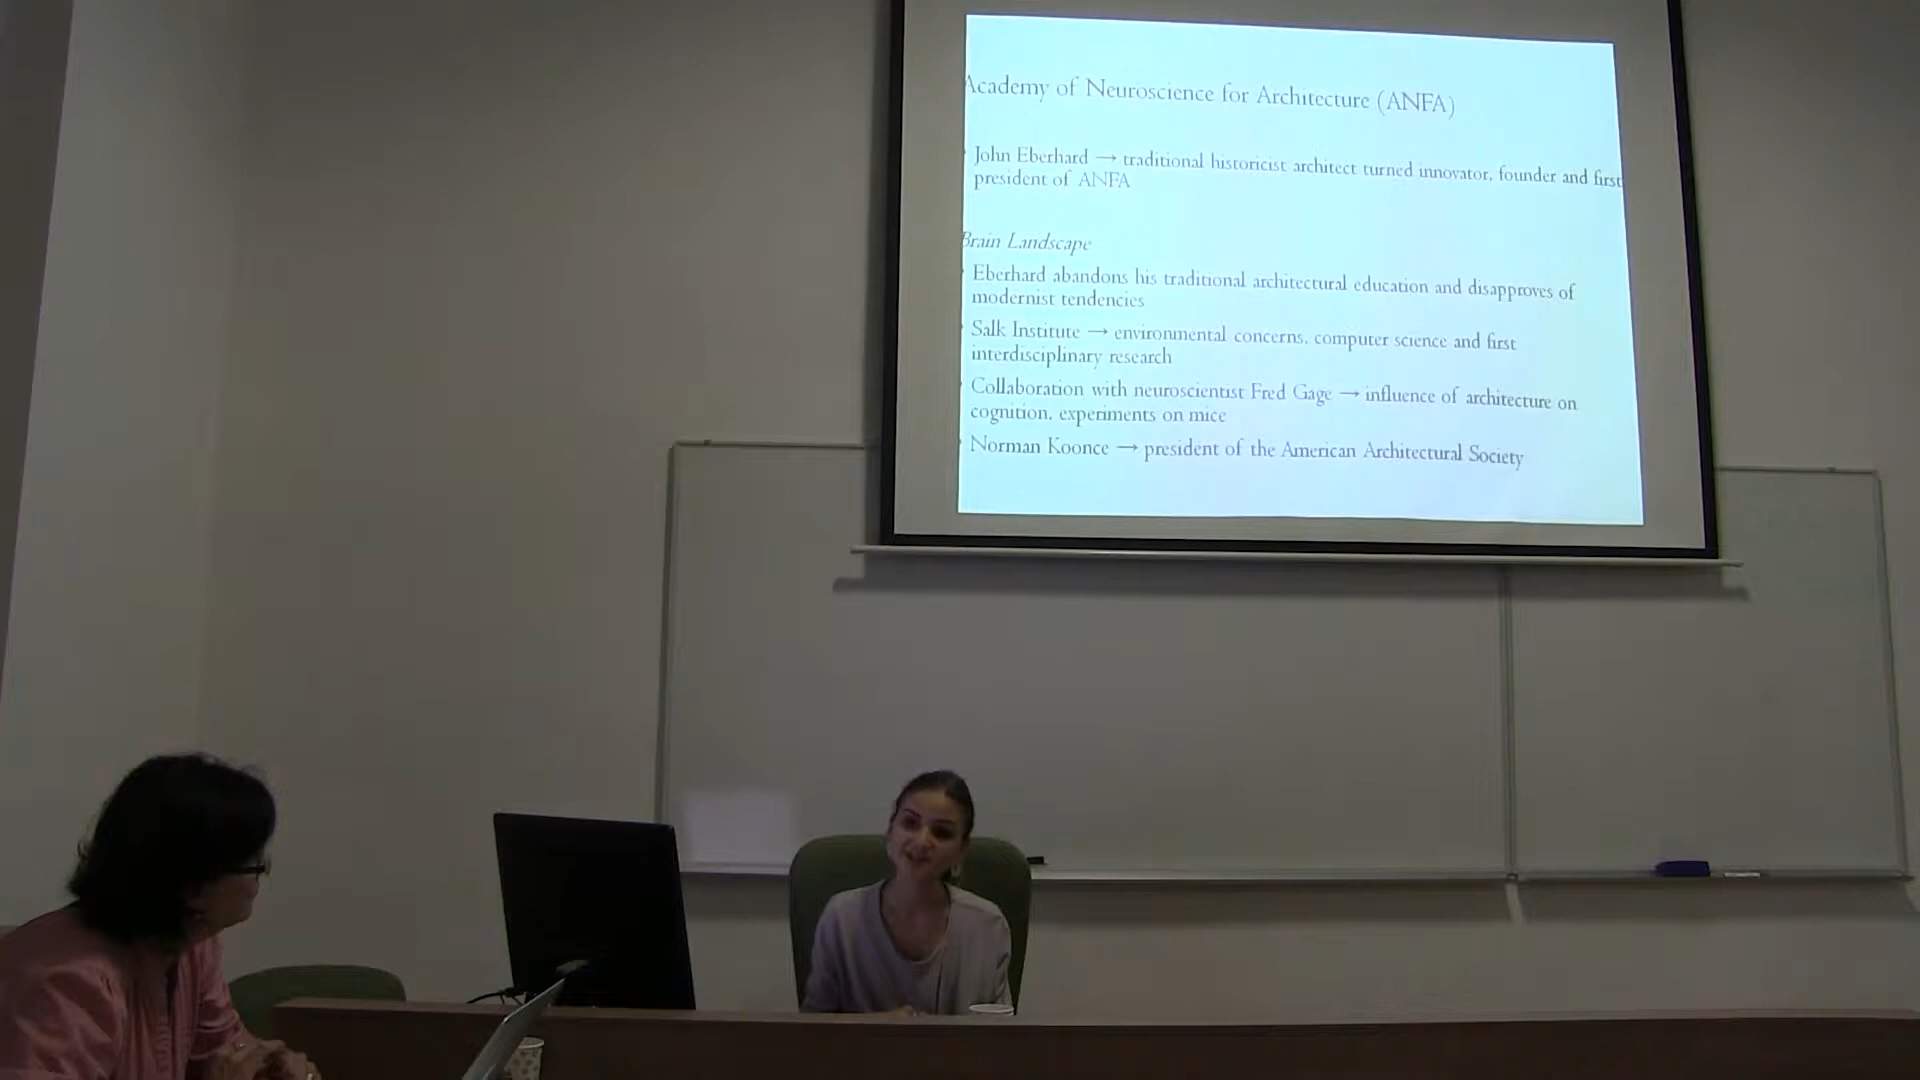 Academy of Neuroscience for Architecture (ANFA)
John Eberhard → traditional historicist architect turned innovator, founder and first
president of ANFA
Brain Landscape
Eberhard abandons his traditional architectural education and disapproves of
modernist tendencies
Salk Institute → environmental concerns, computer science and first
interdisciplinary research
Collaboration with neuroscientist Fred Gage → influence of architecture on
cognition, experiments on mice
Norman Koonce → president of the American Architectural Society